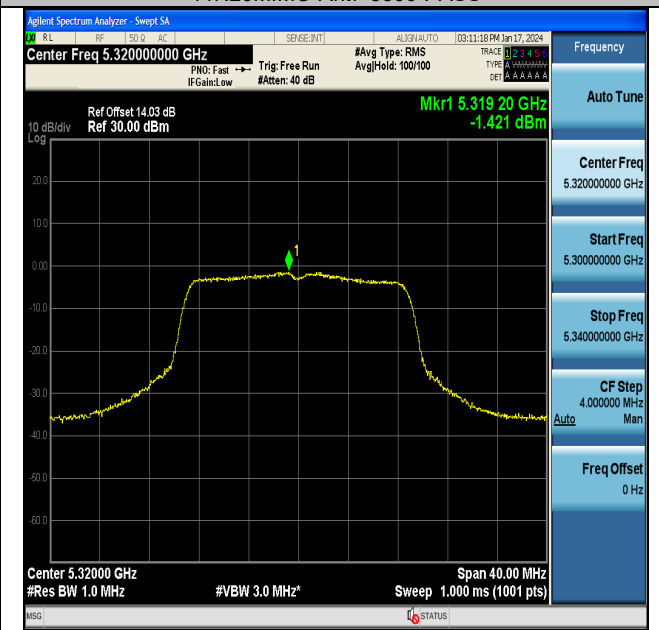 Agilent Spectrum Analyzer - Swept SA
RL RF 50 Ω AC SENSE:INT ALIGN AUTO 03:11:18 PM Jan 17, 2024
Center Freq 5.320000000 GHz
PNO: Fast
IFGain:Low
Trig: Free Run
#Atten: 40 dB
#Avg Type: RMS
Avg|Hold: 100/100
TRACE 1 2 3 4 5 6
TYPE A W W W W W
DET A A A A A A
Frequency
Auto Tune
Center Freq
5.320000000 GHz
Start Freq
5.300000000 GHz
Stop Freq
5.340000000 GHz
CF Step
4.000000 MHz
Auto Man
Freq Offset
0 Hz
Mkr1 5.319 20 GHz
-1.421 dBm
Ref Offset 14.03 dB
10 dB/div Ref 30.00 dBm
Log
20.0
10.0
0.00
-10.0
-20.0
-30.0
-40.0
-50.0
-60.0
1
Center 5.32000 GHz Span 40.00 MHz
#Res BW 1.0 MHz #VBW 3.0 MHz* Sweep 1.000 ms (1001 pts)
MSG STATUS